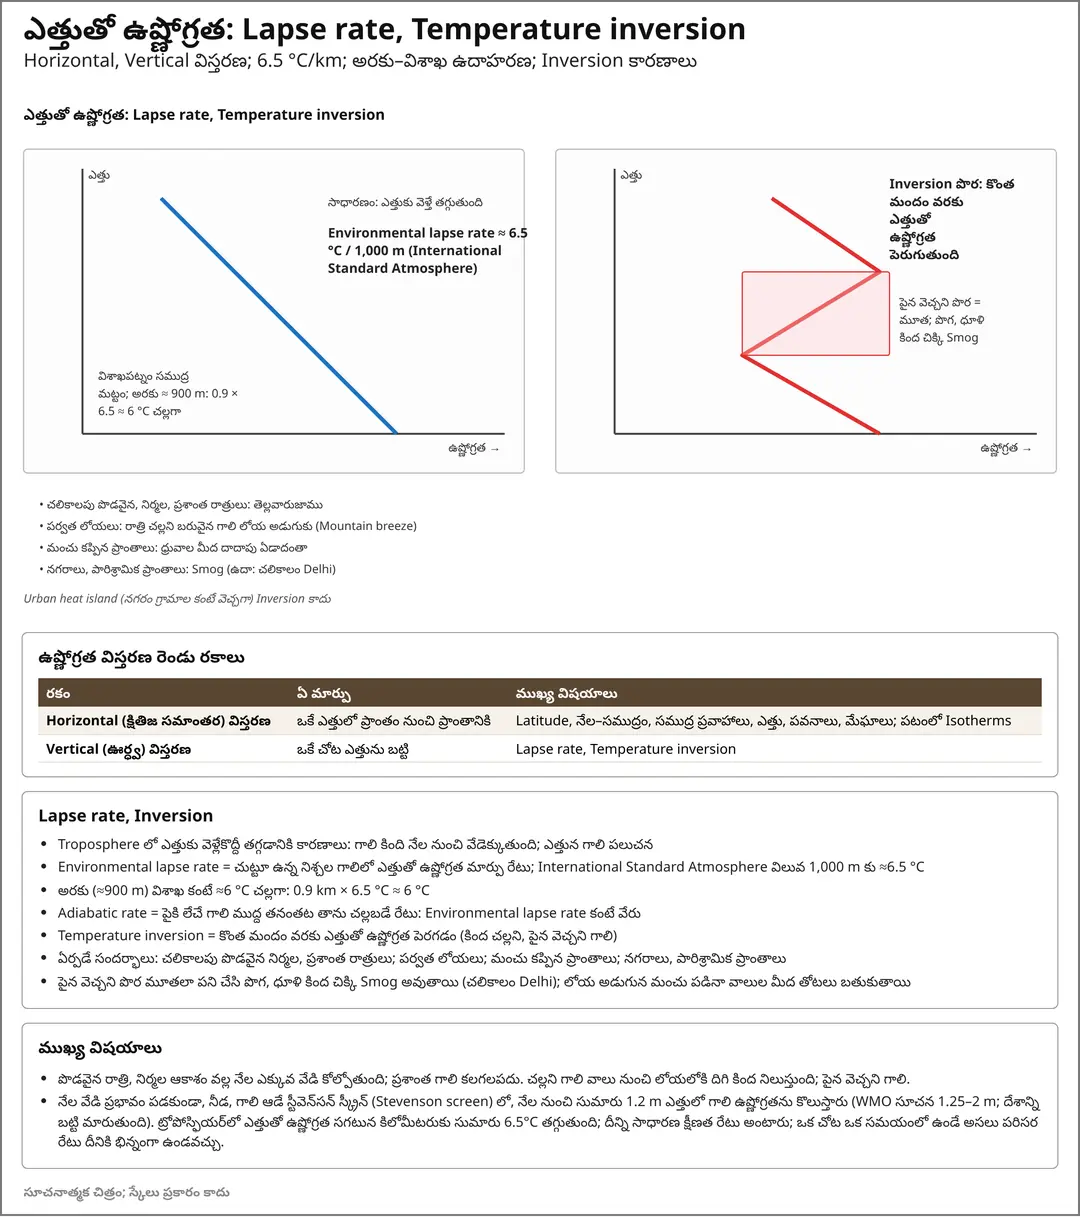 ఎత్తుతో ఉష్ణోగ్రత: Lapse rate, Temperature inversion
Horizontal, Vertical విస్తరణ; 6.5 °C/km; అరకు–విశాఖ ఉదాహరణ; Inversion కారణాలు
ఎత్తుతో ఉష్ణోగ్రత: Lapse rate, Temperature inversion
ఎత్తు
సాధారణం: ఎత్తుకు వెళ్తే తగ్గుతుంది
Environmental lapse rate ≈ 6.5
°C / 1,000 m (International
Standard Atmosphere)
విశాఖపట్నం సముద్ర
మట్టం; అరకు ≈ 900 m: 0.9 ×
6.5 ≈ 6 °C చల్లగా
ఉష్ణోగ్రత →
ఎత్తు
Inversion పొర: కొంత
మందం వరకు
ఎత్తుతో
ఉష్ణోగ్రత
పెరుగుతుంది
పైన వెచ్చని పొర =
మూత; పొగ, ధూళి
కింద చిక్కి Smog
ఉష్ణోగ్రత →
• చలికాలపు పొడవైన, నిర్మల, ప్రశాంత రాత్రులు: తెల్లవారుజాము
• పర్వత లోయలు: రాత్రి చల్లని బరువైన గాలి లోయ అడుగుకు (Mountain breeze)
• మంచు కప్పిన ప్రాంతాలు: ధ్రువాల మీద దాదాపు ఏడాదంతా
• నగరాలు, పారిశ్రామిక ప్రాంతాలు: Smog (ఉదా: చలికాలం Delhi)
Urban heat island (నగరం గ్రామాల కంటే వెచ్చగా) Inversion కాదు
ఉష్ణోగ్రత విస్తరణ రెండు రకాలు
రకం ఏ మార్పు ముఖ్య విషయాలు
Horizontal (క్షితిజ సమాంతర) విస్తరణ ఒకే ఎత్తులో ప్రాంతం నుంచి ప్రాంతానికి Latitude, నేల–సముద్రం, సముద్ర ప్రవాహాలు, ఎత్తు, పవనాలు, మేఘాలు; పటంలో Isotherms
Vertical (ఊర్ధ్వ) విస్తరణ ఒకే చోట ఎత్తును బట్టి Lapse rate, Temperature inversion
Lapse rate, Inversion
• Troposphere లో ఎత్తుకు వెళ్లేకొద్దీ తగ్గడానికి కారణాలు: గాలి కింది నేల నుంచి వేడెక్కుతుంది; ఎత్తున గాలి పలుచన
• Environmental lapse rate = చుట్టూ ఉన్న నిశ్చల గాలిలో ఎత్తుతో ఉష్ణోగ్రత మార్పు రేటు; International Standard Atmosphere విలువ 1,000 m కు ≈6.5 °C
• అరకు (≈900 m) విశాఖ కంటే ≈6 °C చల్లగా: 0.9 km × 6.5 °C ≈ 6 °C
• Adiabatic rate = పైకి లేచే గాలి ముద్ద తనంతట తాను చల్లబడే రేటు: Environmental lapse rate కంటే వేరు
• Temperature inversion = కొంత మందం వరకు ఎత్తుతో ఉష్ణోగ్రత పెరగడం (కింద చల్లని, పైన వెచ్చని గాలి)
• ఏర్పడే సందర్భాలు: చలికాలపు పొడవైన నిర్మల, ప్రశాంత రాత్రులు; పర్వత లోయలు; మంచు కప్పిన ప్రాంతాలు; నగరాలు, పారిశ్రామిక ప్రాంతాలు
• పైన వెచ్చని పొర మూతలా పని చేసి పొగ, ధూళి కింద చిక్కి Smog అవుతాయి (చలికాలం Delhi); లోయ అడుగున మంచు పడినా వాలుల మీద తోటలు బతుకుతాయి
ముఖ్య విషయాలు
• పొడవైన రాత్రి, నిర్మల ఆకాశం వల్ల నేల ఎక్కువ వేడి కోల్పోతుంది; ప్రశాంత గాలి కలగలపదు. చల్లని గాలి వాలు నుంచి లోయలోకి దిగి కింద నిలుస్తుంది; పైన వెచ్చని గాలి.
• నేల వేడి ప్రభావం పడకుండా, నీడ, గాలి ఆడే స్టీవెన్‌సన్ స్క్రీన్ (Stevenson screen) లో, నేల నుంచి సుమారు 1.2 m ఎత్తులో గాలి ఉష్ణోగ్రతను కొలుస్తారు (WMO సూచన 1.25–2 m; దేశాన్ని
బట్టి మారుతుంది). ట్రోపోస్ఫియర్‌లో ఎత్తుతో ఉష్ణోగ్రత సగటున కిలోమీటరుకు సుమారు 6.5°C తగ్గుతుంది; దీన్ని సాధారణ క్షీణత రేటు అంటారు; ఒక చోట ఒక సమయంలో ఉండే అసలు పరిసర
రేటు దీనికి భిన్నంగా ఉండవచ్చు.
సూచనాత్మక చిత్రం; స్కేలు ప్రకారం కాదు